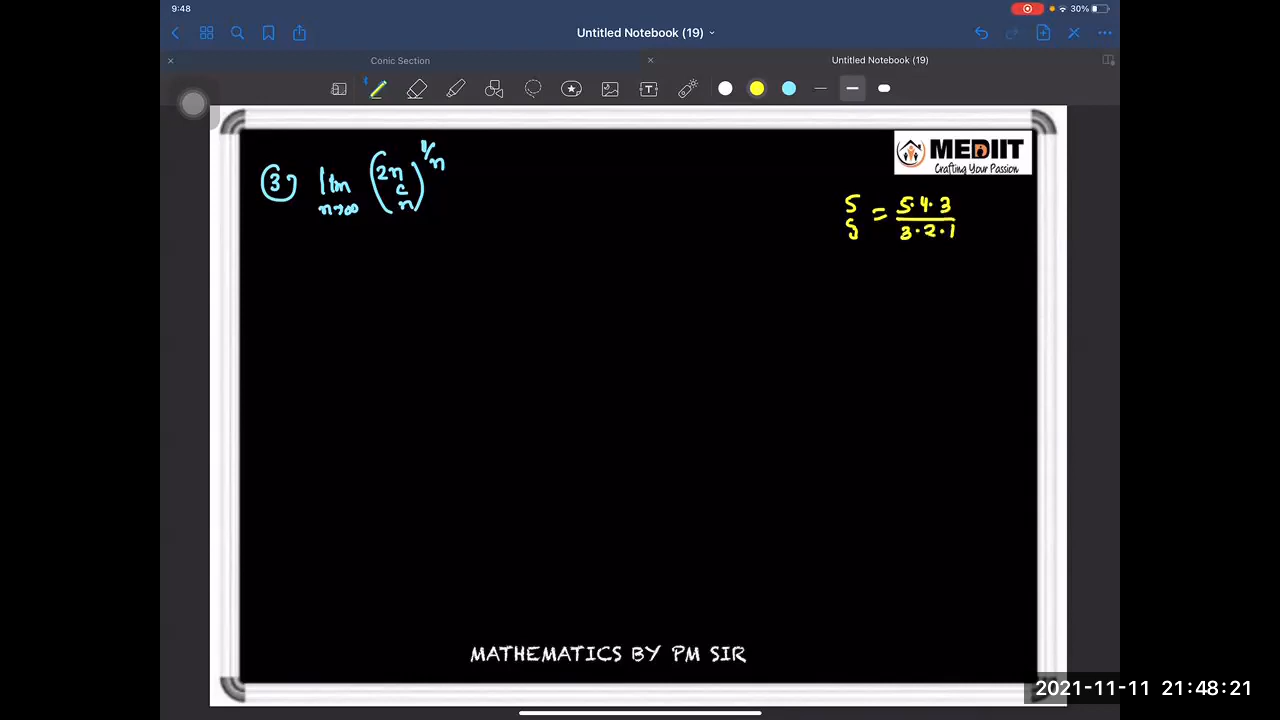 9:48
30%
Untitled Notebook (19)
Conic Section
Untitled Notebook (19)
MEDIIT
Crafting Your Passion
③ lim n→∞ (2n C n)^1/n
5 = 5·4·3
3·2·1
MATHEMATICS BY PM SIR
2021-11-11 21:48:21